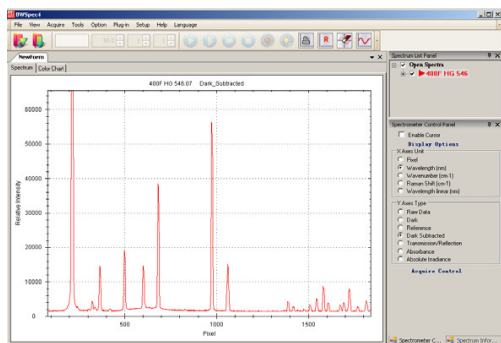 BWSpec4
File View Acquire Tools Option Plug-in Setup Help Language
R
NewForm
Spectrum Color Chart
400F HG 546.07 Dark_Subtracted
Relative Intensity
60000
50000
40000
30000
20000
10000
0
500
1000
1500
Pixel
Spectrum List Panel
Open Spectra
400F HG 546
Spectrometer Control Panel
Enable Cursor
Display Options
X Axes Unit
Pixel
Wavelength (nm)
Wavenumber (cm-1)
Raman Shift (cm-1)
Wavelength linear (nm)
Y Axes Type
Raw Data
Dark
Reference
Dark Subtracted
Transmission/Reflection
Absorbance
Absolute Irradiance
Acquire Control
Spectrometer C... Spectrum Infor...